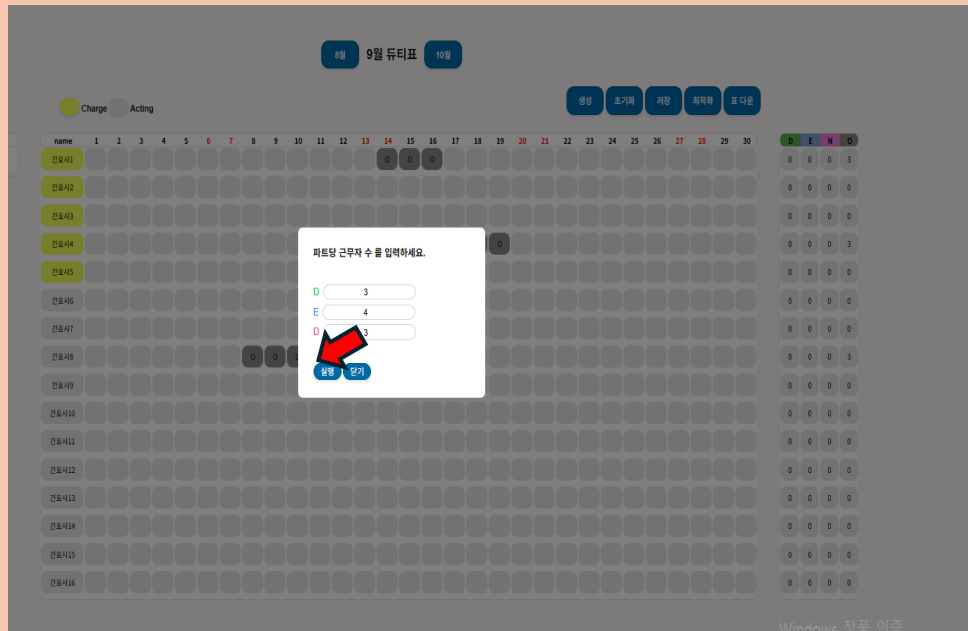 8월 9월 듀티표 10월
생성 초기화 저장 최적화 표 다운
Charge Acting
name 1 2 3 4 5 6 7 8 9 10 11 12 13 14 15 16 17 18 19 20 21 22 23 24 25 26 27 28 29 30 D E N O
간호사1 O O O 0 0 0 3
간호사2 0 0 0 0
간호사3 0 0 0 0
파트당 근무자 수 를 입력하세요.
간호사4 O 0 0 0 3
간호사5 0 0 0 0
D 3
간호사6 0 0 0 0
E 4
간호사7 0 0 0 0
D 3
간호사8 O O 0 0 0 3
실행 닫기
간호사9 0 0 0 0
간호사10 0 0 0 0
간호사11 0 0 0 0
간호사12 0 0 0 0
간호사13 0 0 0 0
간호사14 0 0 0 0
간호사15 0 0 0 0
간호사16 0 0 0 0
Windows 정품 인증